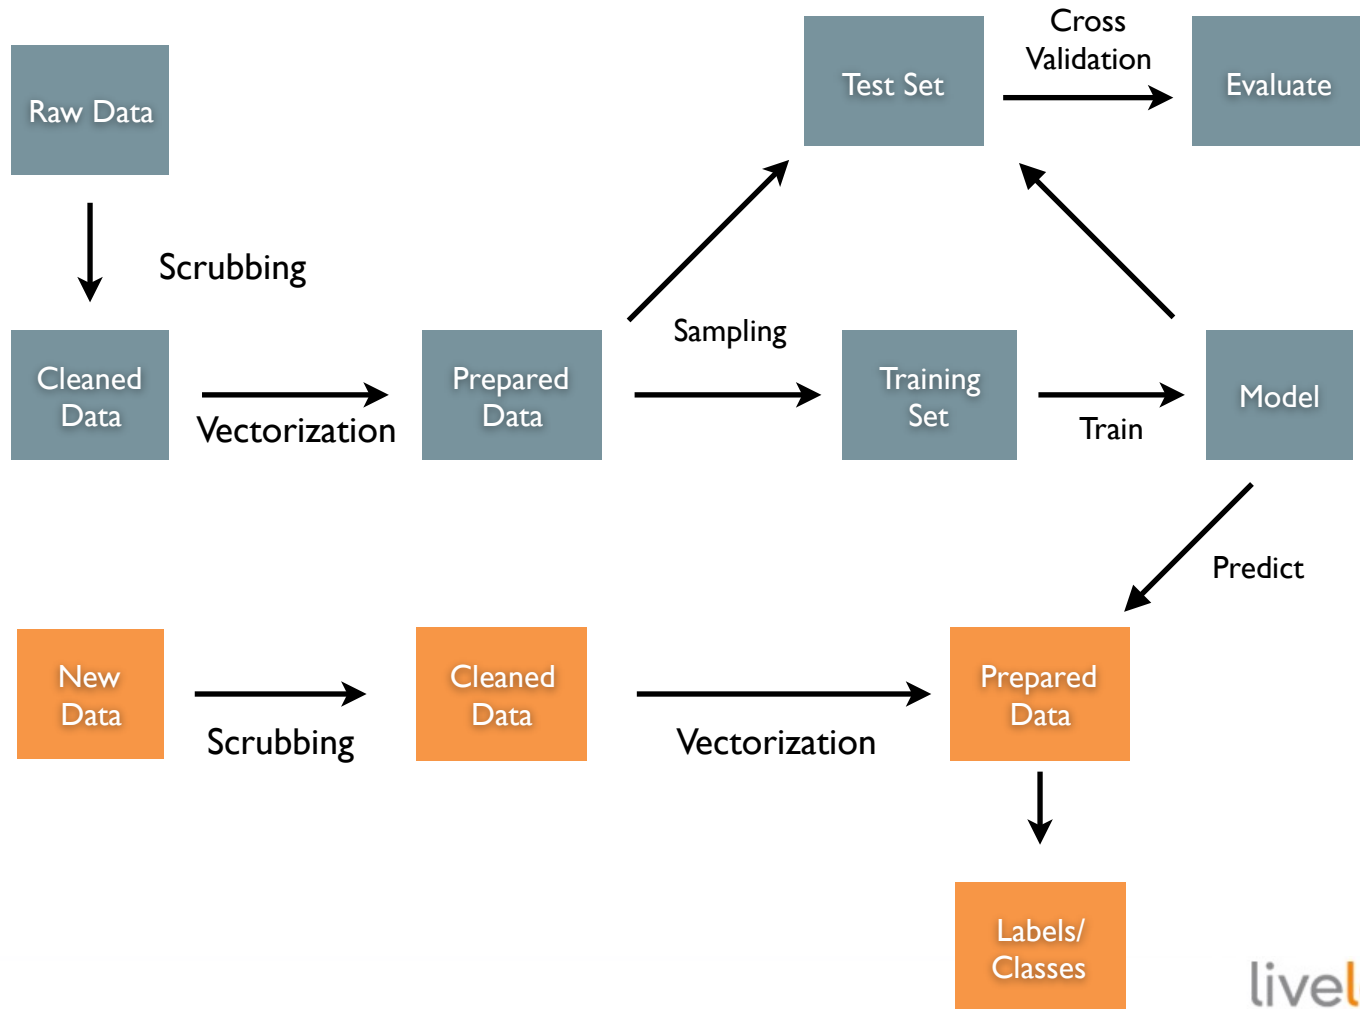 Raw Data
Scrubbing
Cleaned
Data
Vectorization
Prepared
Data
Sampling
Test Set
Cross
Validation
Evaluate
Training
Set
Train
Model
Predict
New
Data
Scrubbing
Cleaned
Data
Vectorization
Prepared
Data
Labels/
Classes